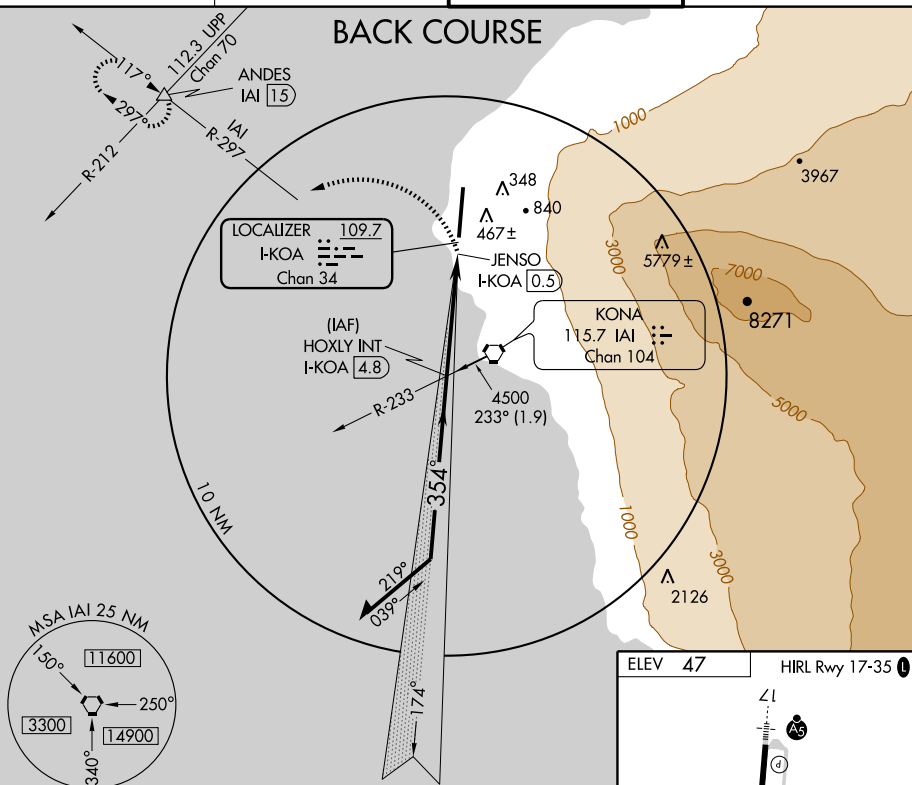 BACK COURSE
112.3 UPP
Chan 70
ANDES
IAI 15
117°
297°
R-212
IAI
R-297
1000
3967
348
840
467±
LOCALIZER 109.7
I-KOA
Chan 34
JENSO
I-KOA 0.5
3000
5779±
7000
8271
(IAF)
HOXLY INT
I-KOA 4.8
KONA
115.7 IAI
Chan 104
R-233
4500
233° (1.9)
5000
354°
10 NM
1000
3000
219°
039°
2126
MSA IAI 25 NM
150°
11600
250°
3300
14900
340°
174°
ELEV 47
HIRL Rwy 17-35 L
17
A5
P